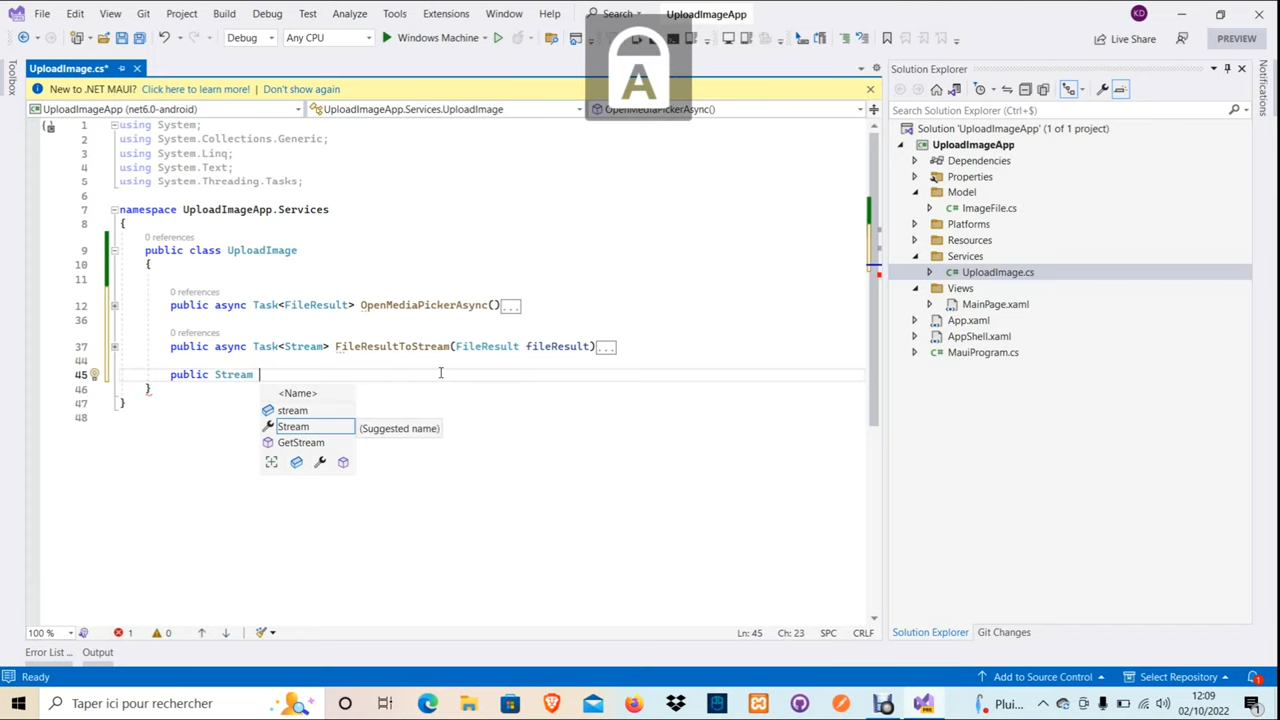 File Edit View Git Project Build Debug Test Analyze Tools Extensions Window Help Search UploadImageApp KD
Debug Any CPU Windows Machine Live Share PREVIEW
A
Toolbox
Notifications
UploadImage.cs*
New to .NET MAUI? Click here to learn more! Don't show again
UploadImageApp (net6.0-android) UploadImageApp.Services.UploadImage OpenMediaPickerAsync()
1 using System;
2 using System.Collections.Generic;
3 using System.Linq;
4 using System.Text;
5 using System.Threading.Tasks;
6
7 namespace UploadImageApp.Services
8 {
0 references
9 public class UploadImage
10 {
11
0 references
12 public async Task<FileResult> OpenMediaPickerAsync()...
36
0 references
37 public async Task<Stream> FileResultToStream(FileResult fileResult)...
44
45 public Stream
46 }
47 }
48
<Name>
stream
Stream (Suggested name)
GetStream
100 % 1 0 Ln: 45 Ch: 23 SPC CRLF
Error List ... Output
Solution Explorer
Search Solution Explorer (Ctrl+$)
Solution 'UploadImageApp' (1 of 1 project)
UploadImageApp
Dependencies
Properties
Model
C# ImageFile.cs
Platforms
Resources
Services
C# UploadImage.cs
Views
MainPage.xaml
App.xaml
AppShell.xaml
C# MauiProgram.cs
Solution Explorer Git Changes
Ready Add to Source Control Select Repository 1
Taper ici pour rechercher Plui... 12:09
02/10/2022 1